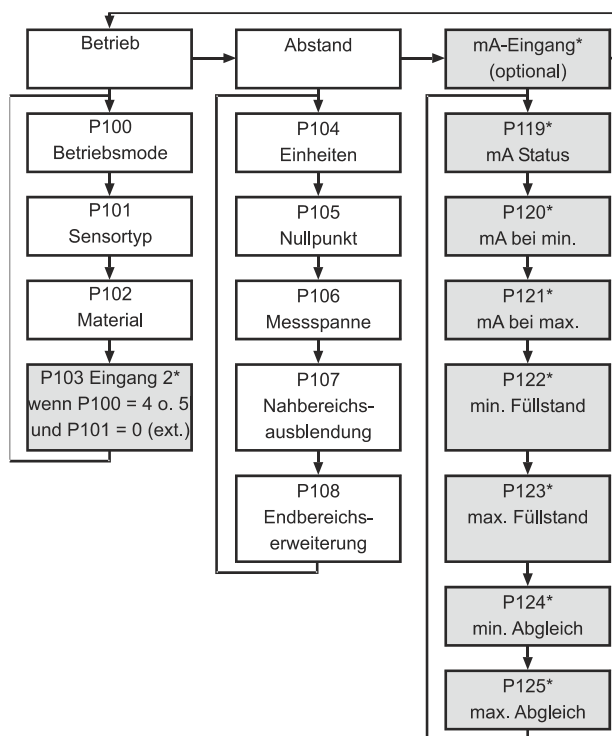 Betrieb
P100
Betriebsmode
P101
Sensortyp
P102
Material
P103 Eingang 2*
wenn P100 = 4 o. 5
und P101 = 0 (ext.)
Abstand
P104
Einheiten
P105
Nullpunkt
P106
Messspanne
P107
Nahbereichs-
ausblendung
P108
Endbereichs-
erweiterung
mA-Eingang*
(optional)
P119*
mA Status
P120*
mA bei min.
P121*
mA bei max.
P122*
min. Füllstand
P123*
max. Füllstand
P124*
min. Abgleich
P125*
max. Abgleich